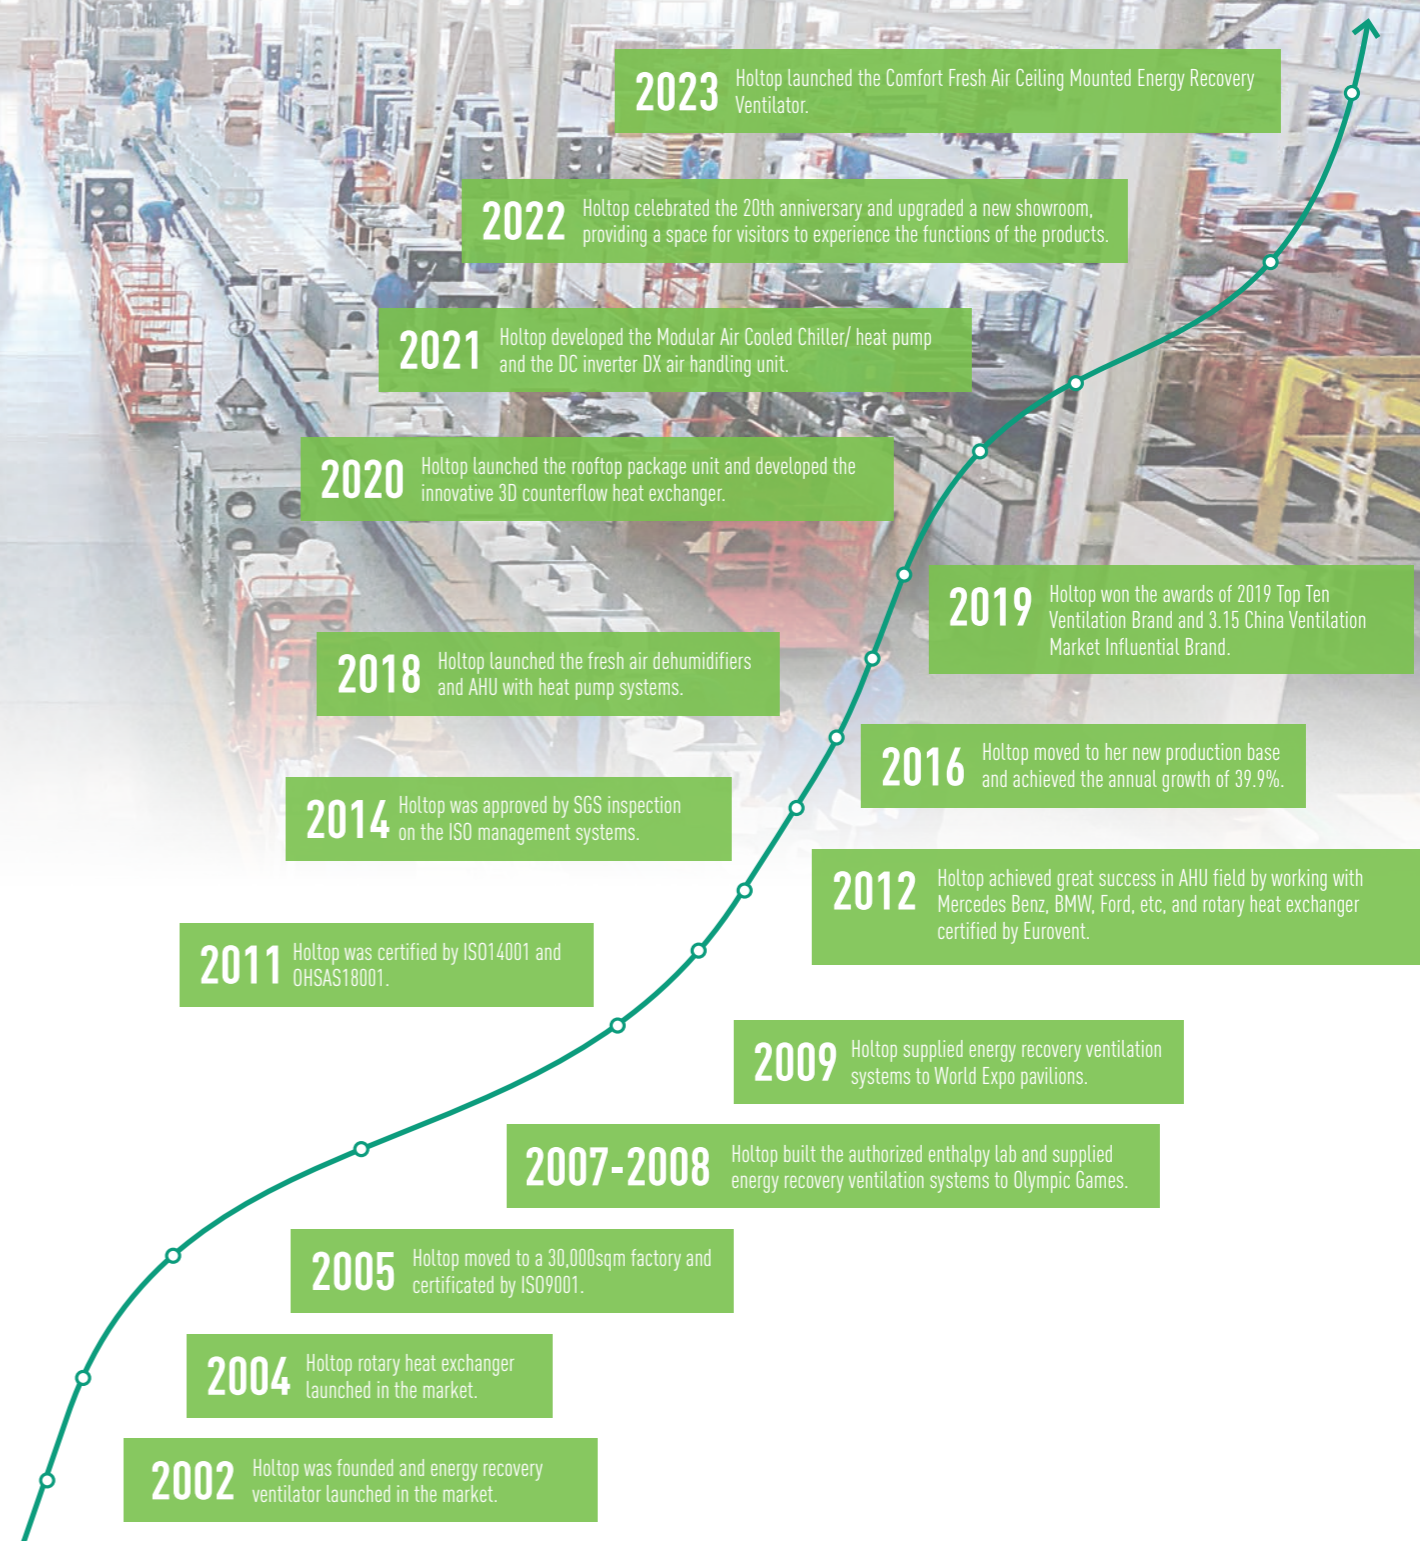 2023
Holtop launched the Comfort Fresh Air Ceiling Mounted Energy Recovery
Ventilator.
2022
Holtop celebrated the 20th anniversary and upgraded a new showroom,
providing a space for visitors to experience the functions of the products.
2021
Holtop developed the Modular Air Cooled Chiller/ heat pump
and the DC inverter DX air handling unit.
2020
Holtop launched the rooftop package unit and developed the
innovative 3D counterflow heat exchanger.
2019
Holtop won the awards of 2019 Top Ten
Ventilation Brand and 3.15 China Ventilation
Market Influential Brand.
2018
Holtop launched the fresh air dehumidifiers
and AHU with heat pump systems.
2016
Holtop moved to her new production base
and achieved the annual growth of 39.9%.
2014
Holtop was approved by SGS inspection
on the ISO management systems.
2012
Holtop achieved great success in AHU field by working with
Mercedes Benz, BMW, Ford, etc, and rotary heat exchanger
certified by Eurovent.
2011
Holtop was certified by ISO14001 and
OHSAS18001.
2009
Holtop supplied energy recovery ventilation
systems to World Expo pavilions.
2007-2008
Holtop built the authorized enthalpy lab and supplied
energy recovery ventilation systems to Olympic Games.
2005
Holtop moved to a 30,000sqm factory and
certificated by ISO9001.
2004
Holtop rotary heat exchanger
launched in the market.
2002
Holtop was founded and energy recovery
ventilator launched in the market.